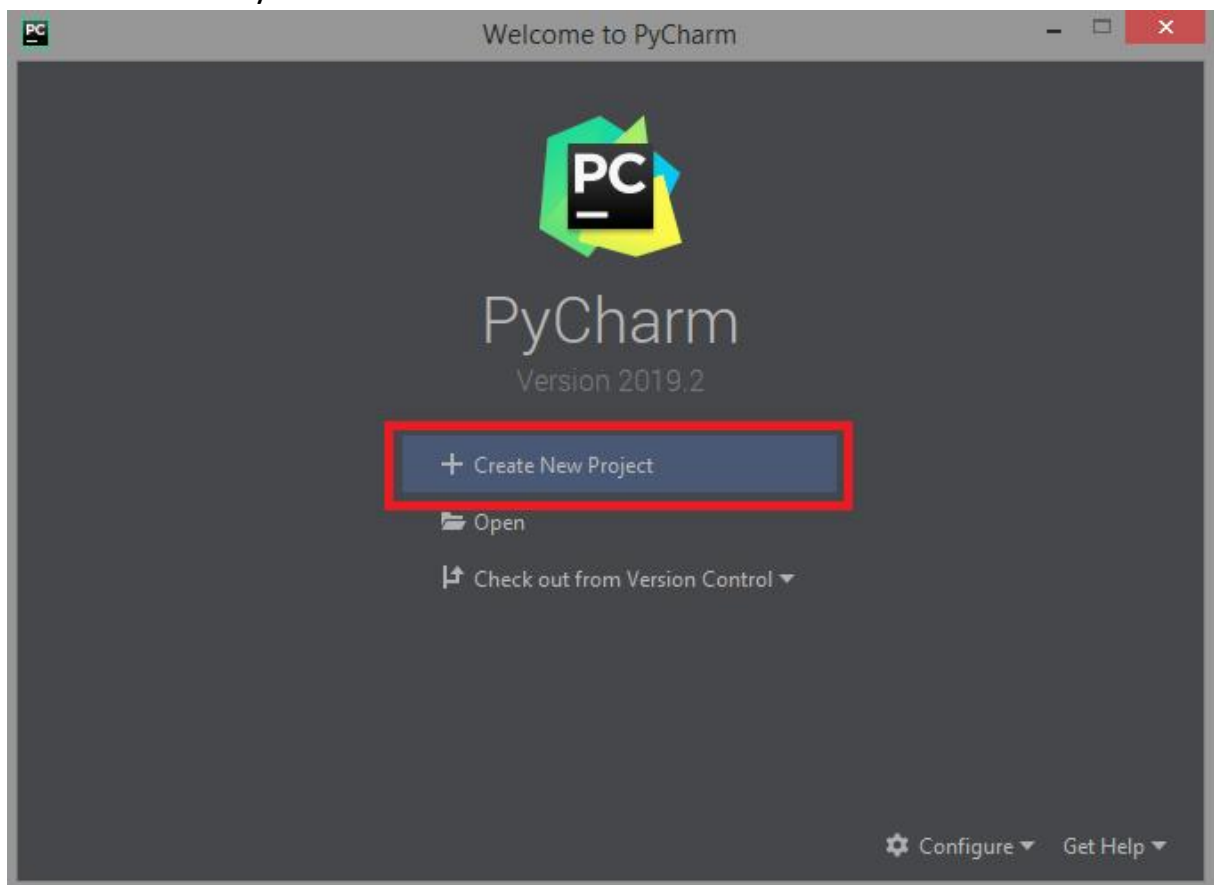 PC
Welcome to PyCharm
PC
PyCharm
Version 2019.2
Create New Project
Open
Check out from Version Control
Configure Get Help